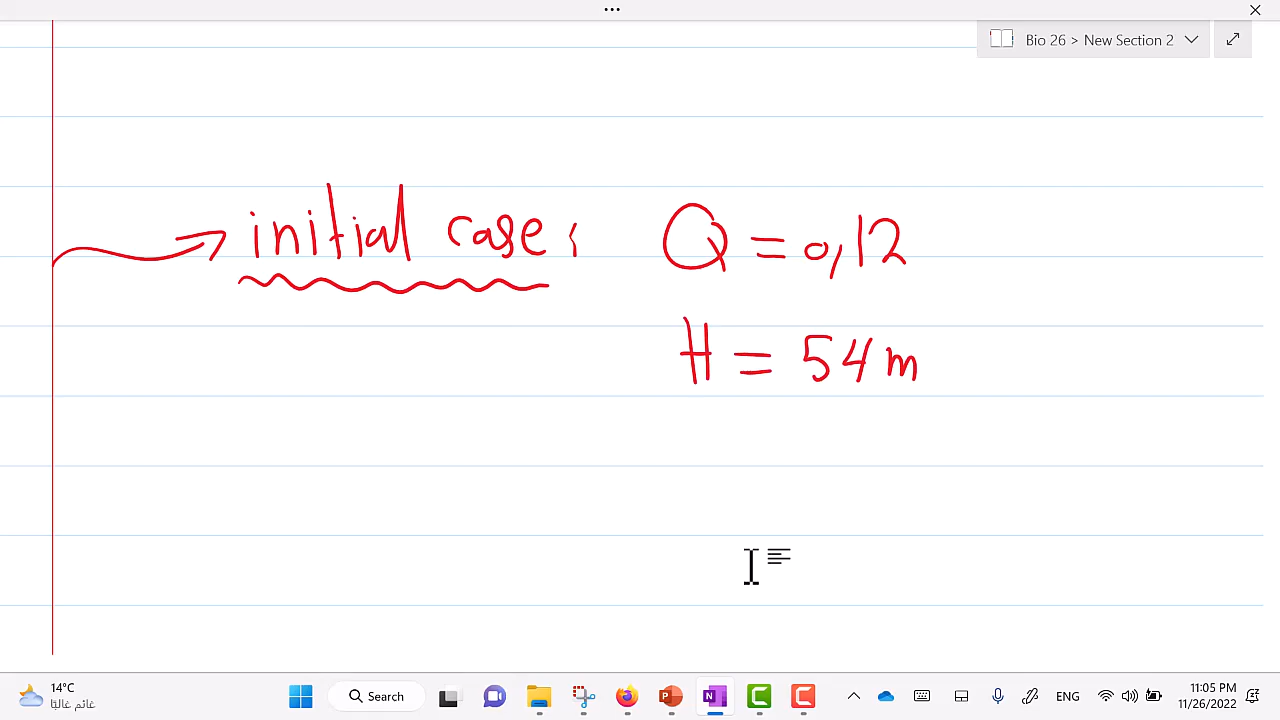 Bio 26 > New Section 2
initial case: Q = 0,12
H = 54 m
14°C
غائم غالبًا
Search
ENG
11:05 PM
11/26/2022